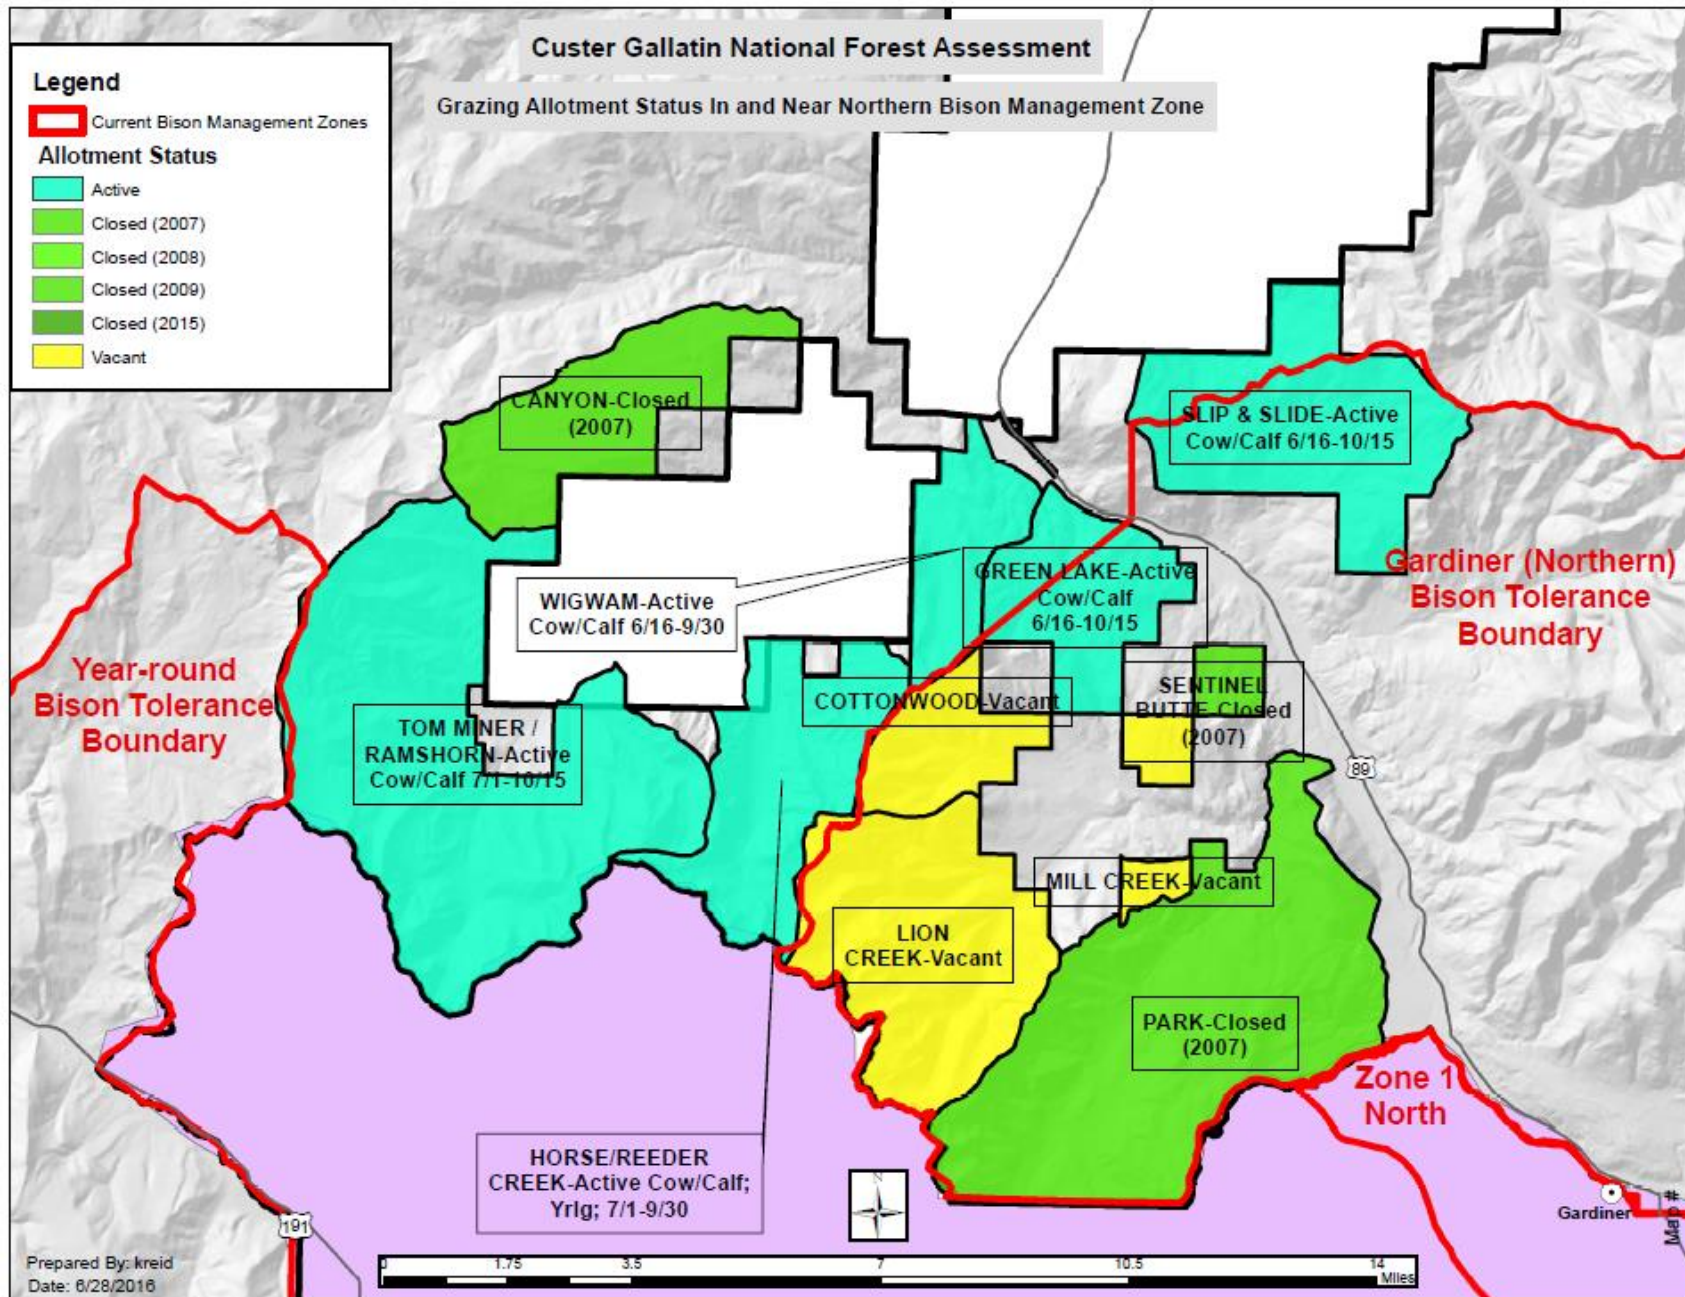 Custer Gallatin National Forest Assessment
Grazing Allotment Status In and Near Northern Bison Management Zone
Legend
Current Bison Management Zones
Allotment Status
Active
Closed (2007)
Closed (2008)
Closed (2009)
Closed (2015)
Vacant
CANYON-Closed
(2007)
SLIP & SLIDE-Active
Cow/Calf 6/16-10/15
WIGWAM-Active
Cow/Calf 6/16-9/30
GREEN LAKE-Active
Cow/Calf
6/16-10/15
Gardiner (Northern)
Bison Tolerance
Boundary
Year-round
Bison Tolerance
Boundary
TOM MINER /
RAMSHORN-Active
Cow/Calf 7/1-10/15
COTTONWOOD-Vacant
SENTINEL
BUTTE-Closed
(2007)
89
MILL CREEK-Vacant
LION
CREEK-Vacant
PARK-Closed
(2007)
Zone 1
North
HORSE/REEDER
CREEK-Active Cow/Calf;
Yrlg; 7/1-9/30
N
191
Gardiner
Map #
Prepared By: kreid
Date: 6/28/2016
0 1.75 3.5 7 10.5 14
Miles